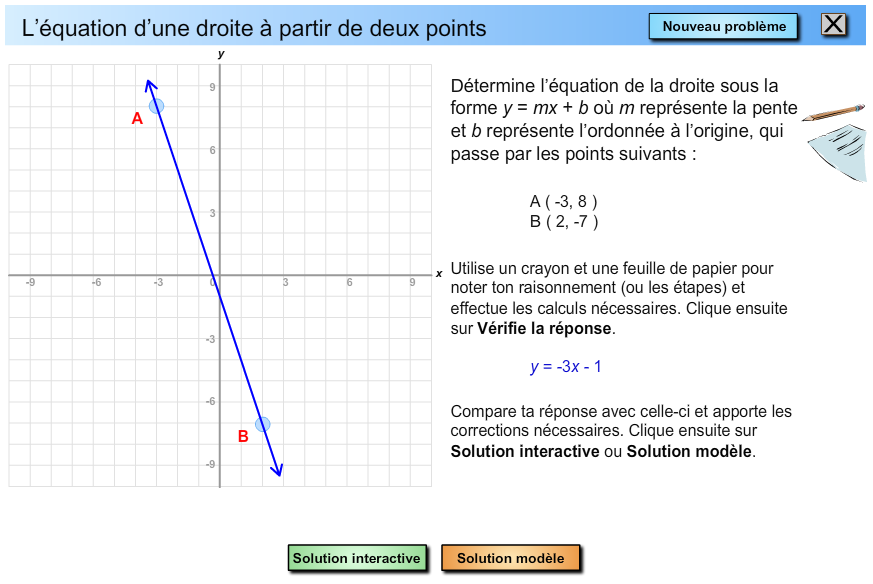 L'équation d'une droite à partir de deux points
Nouveau problème
X
y
9
6
3
-9
-6
-3
0
3
6
9
x
-3
-6
-9
A
B
Détermine l'équation de la droite sous la
forme y = mx + b où m représente la pente
et b représente l'ordonnée à l'origine, qui
passe par les points suivants :
A ( -3, 8 )
B ( 2, -7 )
Utilise un crayon et une feuille de papier pour
noter ton raisonnement (ou les étapes) et
effectue les calculs nécessaires. Clique ensuite
sur Vérifie la réponse.
y = -3x - 1
Compare ta réponse avec celle-ci et apporte les
corrections nécessaires. Clique ensuite sur
Solution interactive ou Solution modèle.
Solution interactive
Solution modèle